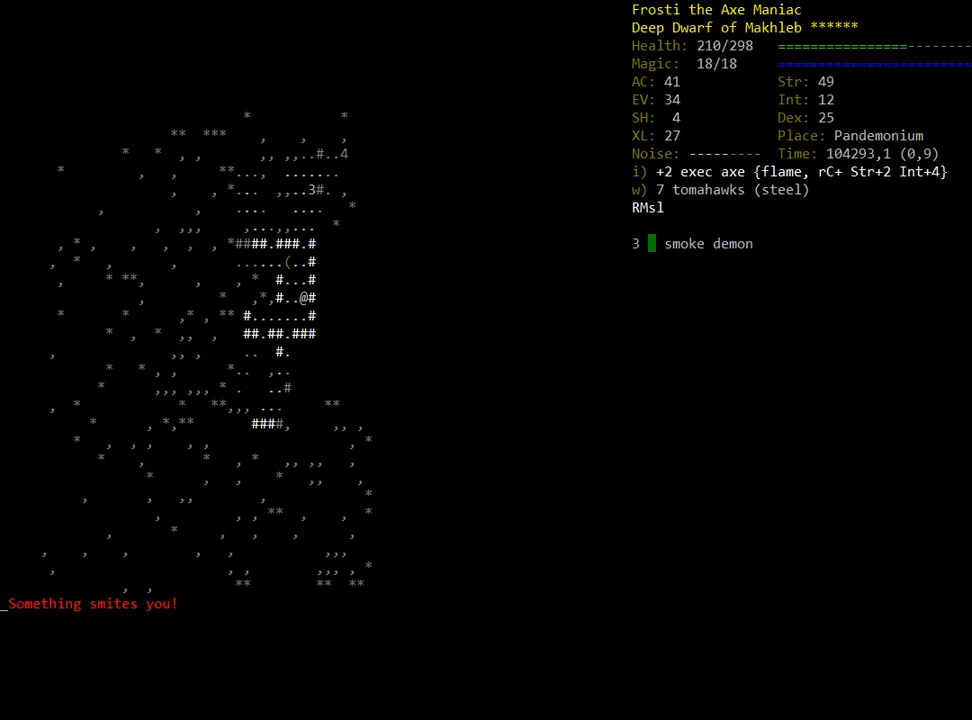 Frosti the Axe Maniac
Deep Dwarf of Makhleb ******
Health: 210/298 ================--------
Magic: 18/18 ========================
AC: 41 Str: 49
EV: 34 Int: 12
SH: 4 Dex: 25
XL: 27 Place: Pandemonium
Noise: --------- Time: 104293,1 (0,9)
i) +2 exec axe {flame, rC+ Str+2 Int+4}
w) 7 tomahawks (steel)
RMsl
3 smoke demon
_Something smites you!